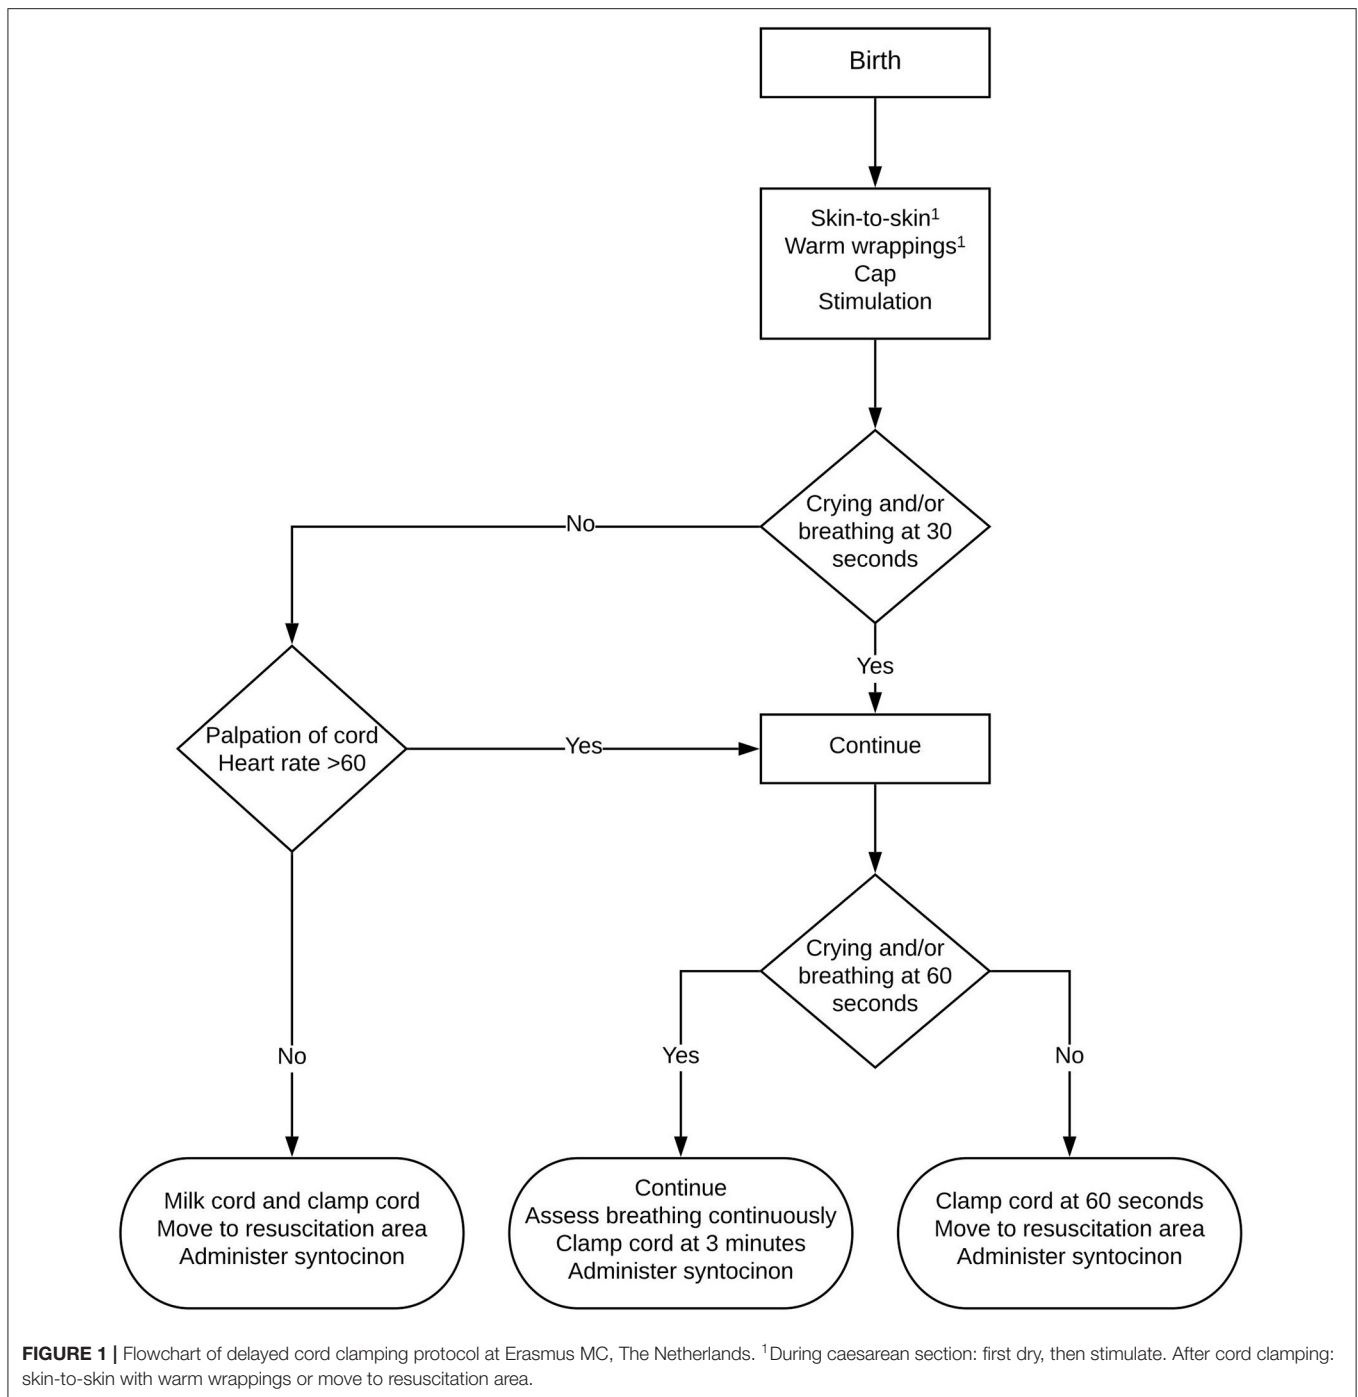 Birth
Skin-to-skin¹
Warm wrappings¹
Cap
Stimulation
Crying and/or
breathing at 30
seconds
No
Yes
Palpation of cord
Heart rate >60
Yes
Continue
Crying and/or
breathing at 60
seconds
No
Yes
No
Milk cord and clamp cord
Move to resuscitation area
Administer syntocinon
Continue
Assess breathing continuously
Clamp cord at 3 minutes
Administer syntocinon
Clamp cord at 60 seconds
Move to resuscitation area
Administer syntocinon
FIGURE 1 | Flowchart of delayed cord clamping protocol at Erasmus MC, The Netherlands. ¹During caesarean section: first dry, then stimulate. After cord clamping:
skin-to-skin with warm wrappings or move to resuscitation area.